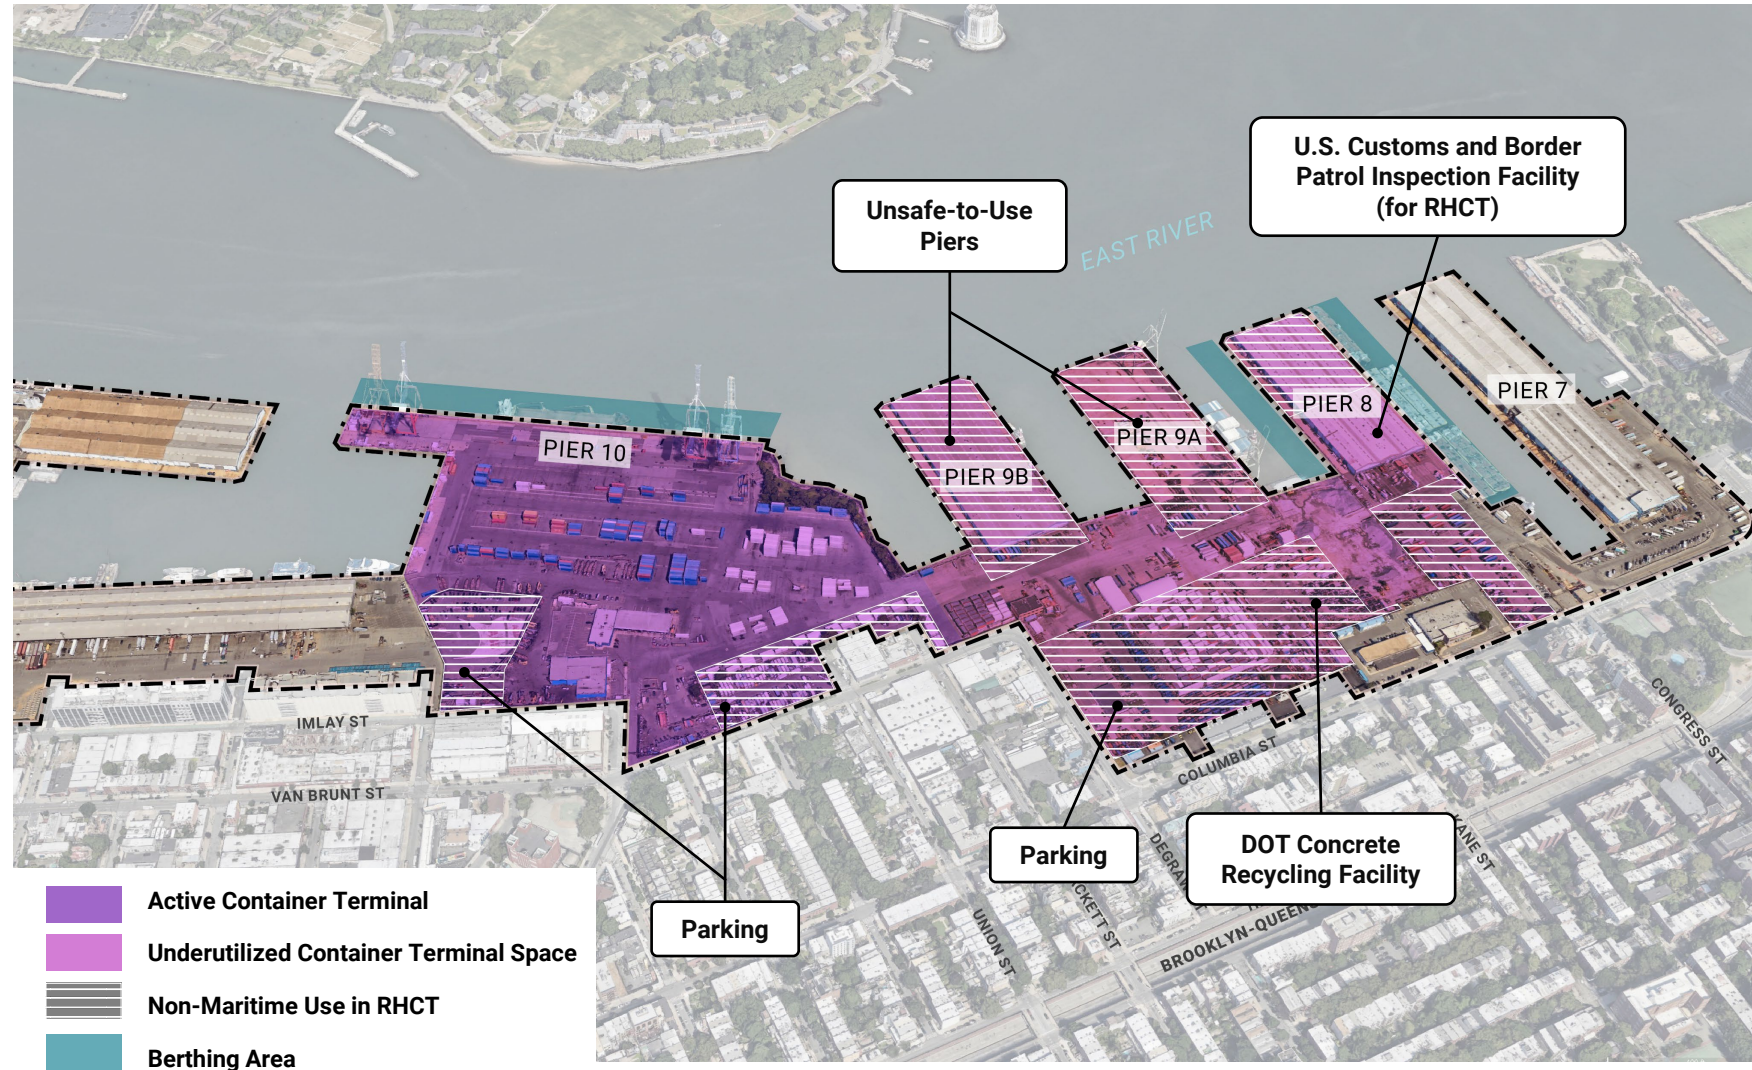 U.S. Customs and Border
Patrol Inspection Facility
(for RHCT)
Unsafe-to-Use
Piers
EAST RIVER
PIER 7
PIER 8
PIER 9A
PIER 9B
PIER 10
IMLAY ST
VAN BRUNT ST
COLUMBIA ST
CONGRESS ST
KANE ST
UNION ST
Parking
DOT Concrete
Recycling Facility
Parking
Active Container Terminal
Underutilized Container Terminal Space
Non-Maritime Use in RHCT
Berthing Area